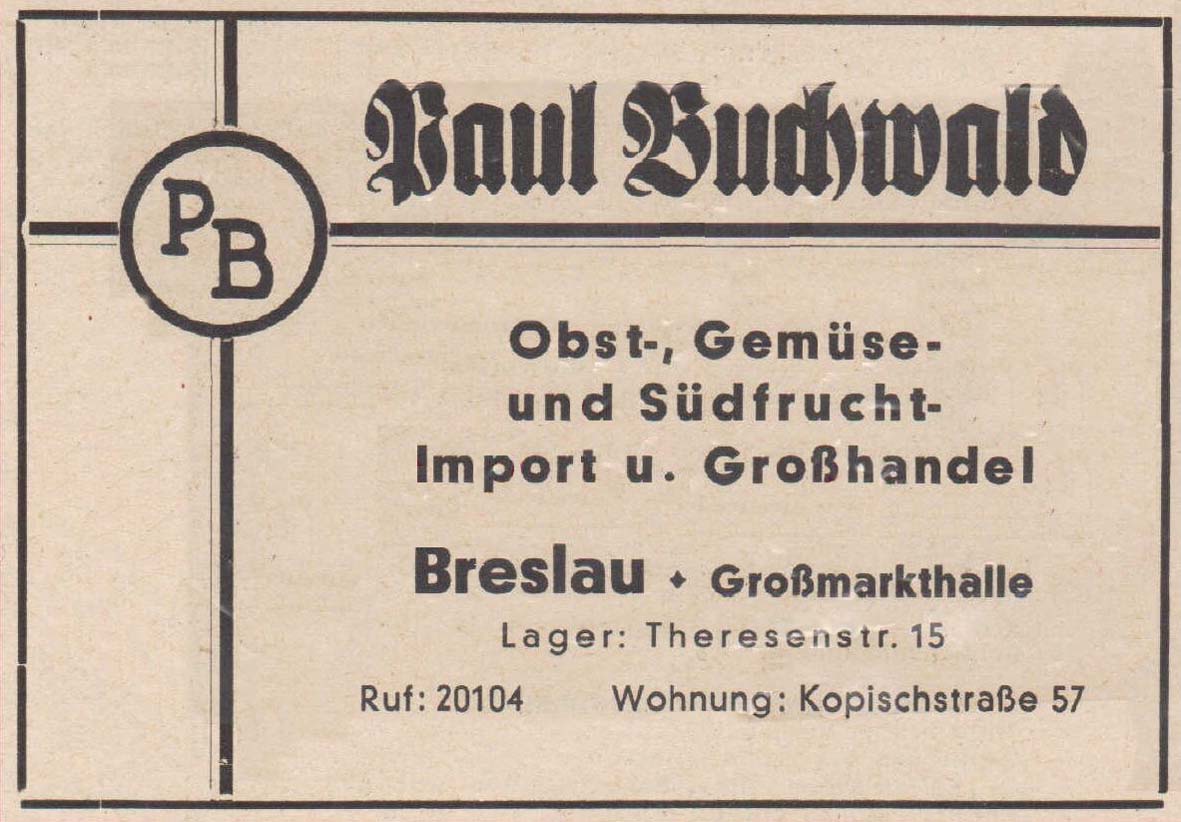 Paul Buchwald
PB
Obst-, Gemüse-
und Südfrucht-
Import u. Großhandel
Breslau ✦ Großmarkthalle
Lager: Theresenstr. 15
Ruf: 20104 Wohnung: Kopischstraße 57